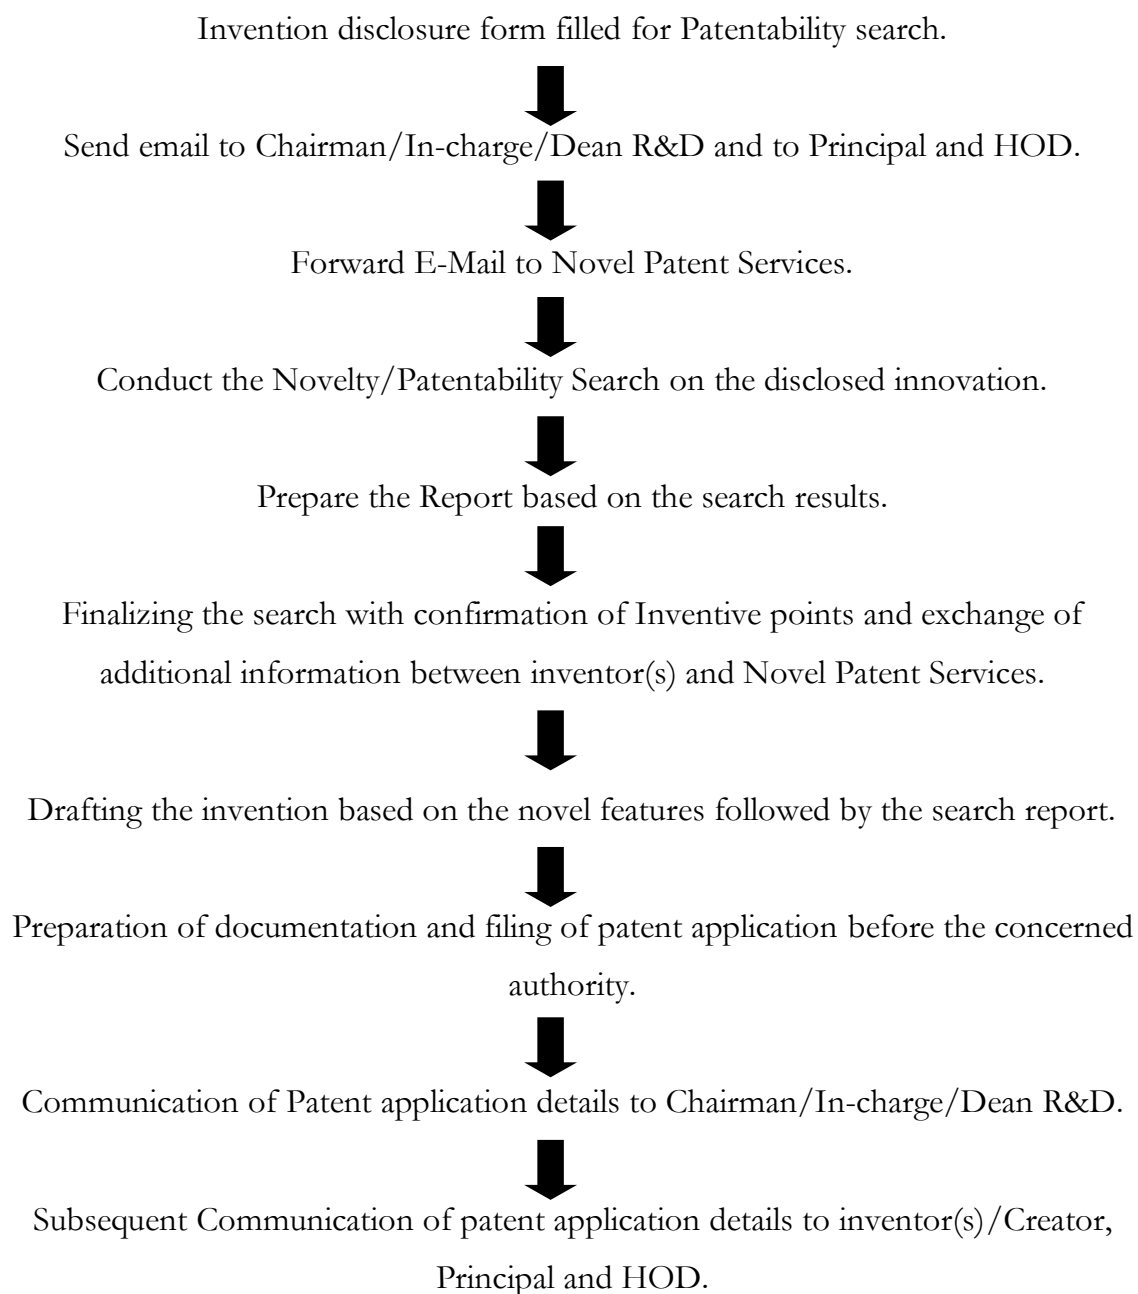 Invention disclosure form filled for Patentability search.
Send email to Chairman/In-charge/Dean R&D and to Principal and HOD.
Forward E-Mail to Novel Patent Services.
Conduct the Novelty/Patentability Search on the disclosed innovation.
Prepare the Report based on the search results.
Finalizing the search with confirmation of Inventive points and exchange of
additional information between inventor(s) and Novel Patent Services.
Drafting the invention based on the novel features followed by the search report.
Preparation of documentation and filing of patent application before the concerned
authority.
Communication of Patent application details to Chairman/In-charge/Dean R&D.
Subsequent Communication of patent application details to inventor(s)/Creator,
Principal and HOD.